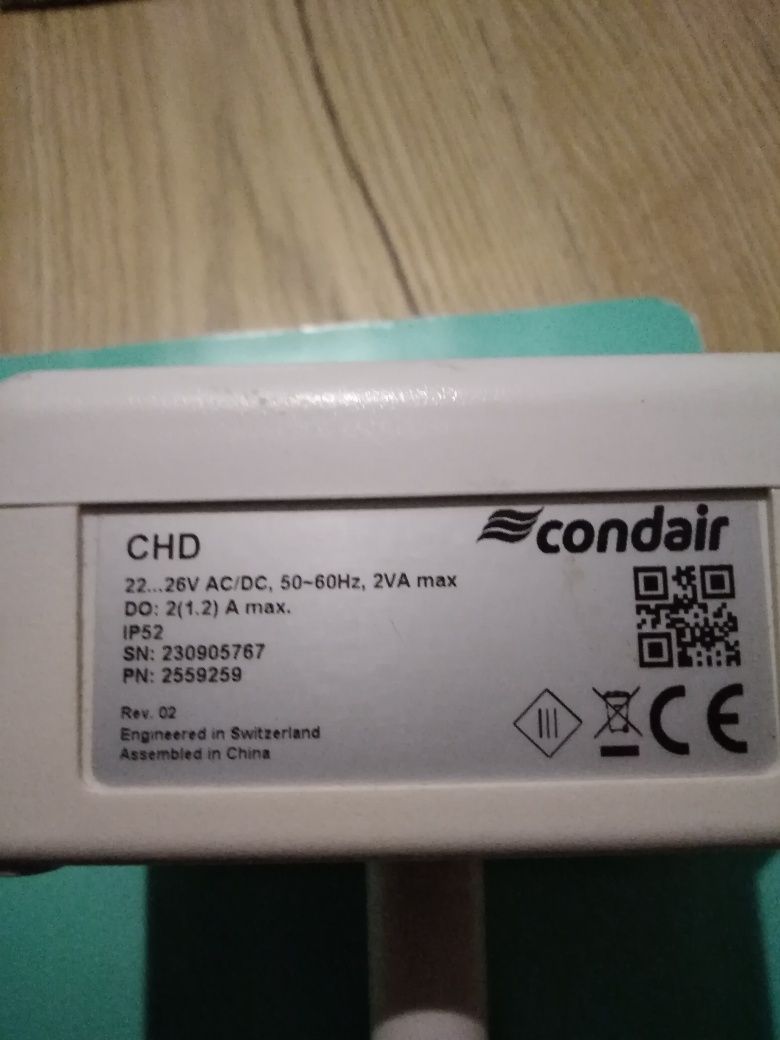 CHD
condair
22...26V AC/DC, 50~60Hz, 2VA max
DO: 2(1.2) A max.
IP52
SN: 230905767
PN: 2559259
Rev. 02
Engineered in Switzerland
Assembled in China
CE